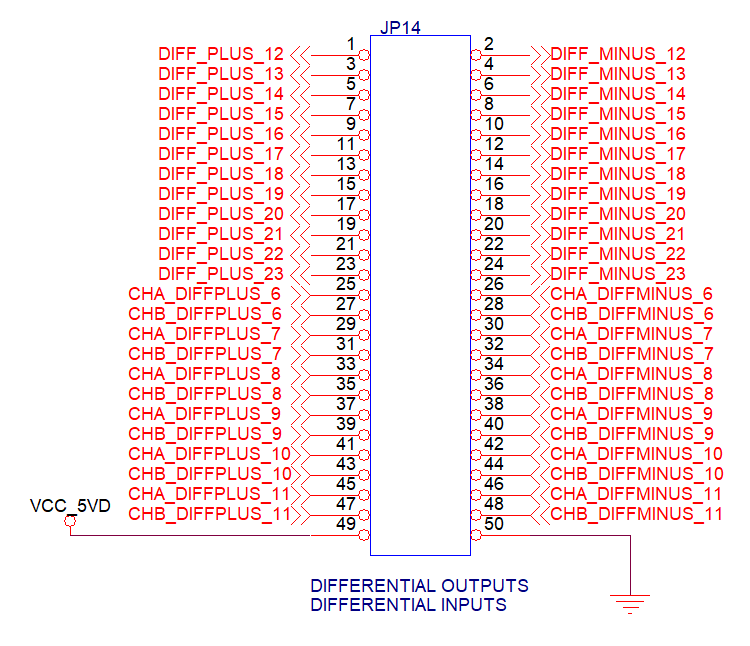 JP14
DIFF_PLUS_12 1 2 DIFF_MINUS_12
DIFF_PLUS_13 3 4 DIFF_MINUS_13
DIFF_PLUS_14 5 6 DIFF_MINUS_14
DIFF_PLUS_15 7 8 DIFF_MINUS_15
DIFF_PLUS_16 9 10 DIFF_MINUS_16
DIFF_PLUS_17 11 12 DIFF_MINUS_17
DIFF_PLUS_18 13 14 DIFF_MINUS_18
DIFF_PLUS_19 15 16 DIFF_MINUS_19
DIFF_PLUS_20 17 18 DIFF_MINUS_20
DIFF_PLUS_21 19 20 DIFF_MINUS_21
DIFF_PLUS_22 21 22 DIFF_MINUS_22
DIFF_PLUS_23 23 24 DIFF_MINUS_23
CHA_DIFFPLUS_6 25 26 CHA_DIFFMINUS_6
CHB_DIFFPLUS_6 27 28 CHB_DIFFMINUS_6
CHA_DIFFPLUS_7 29 30 CHA_DIFFMINUS_7
CHB_DIFFPLUS_7 31 32 CHB_DIFFMINUS_7
CHA_DIFFPLUS_8 33 34 CHA_DIFFMINUS_8
CHB_DIFFPLUS_8 35 36 CHB_DIFFMINUS_8
CHA_DIFFPLUS_9 37 38 CHA_DIFFMINUS_9
CHB_DIFFPLUS_9 39 40 CHB_DIFFMINUS_9
CHA_DIFFPLUS_10 41 42 CHA_DIFFMINUS_10
CHB_DIFFPLUS_10 43 44 CHB_DIFFMINUS_10
CHA_DIFFPLUS_11 45 46 CHA_DIFFMINUS_11
CHB_DIFFPLUS_11 47 48 CHB_DIFFMINUS_11
VCC_5VD 49 50
DIFFERENTIAL OUTPUTS
DIFFERENTIAL INPUTS